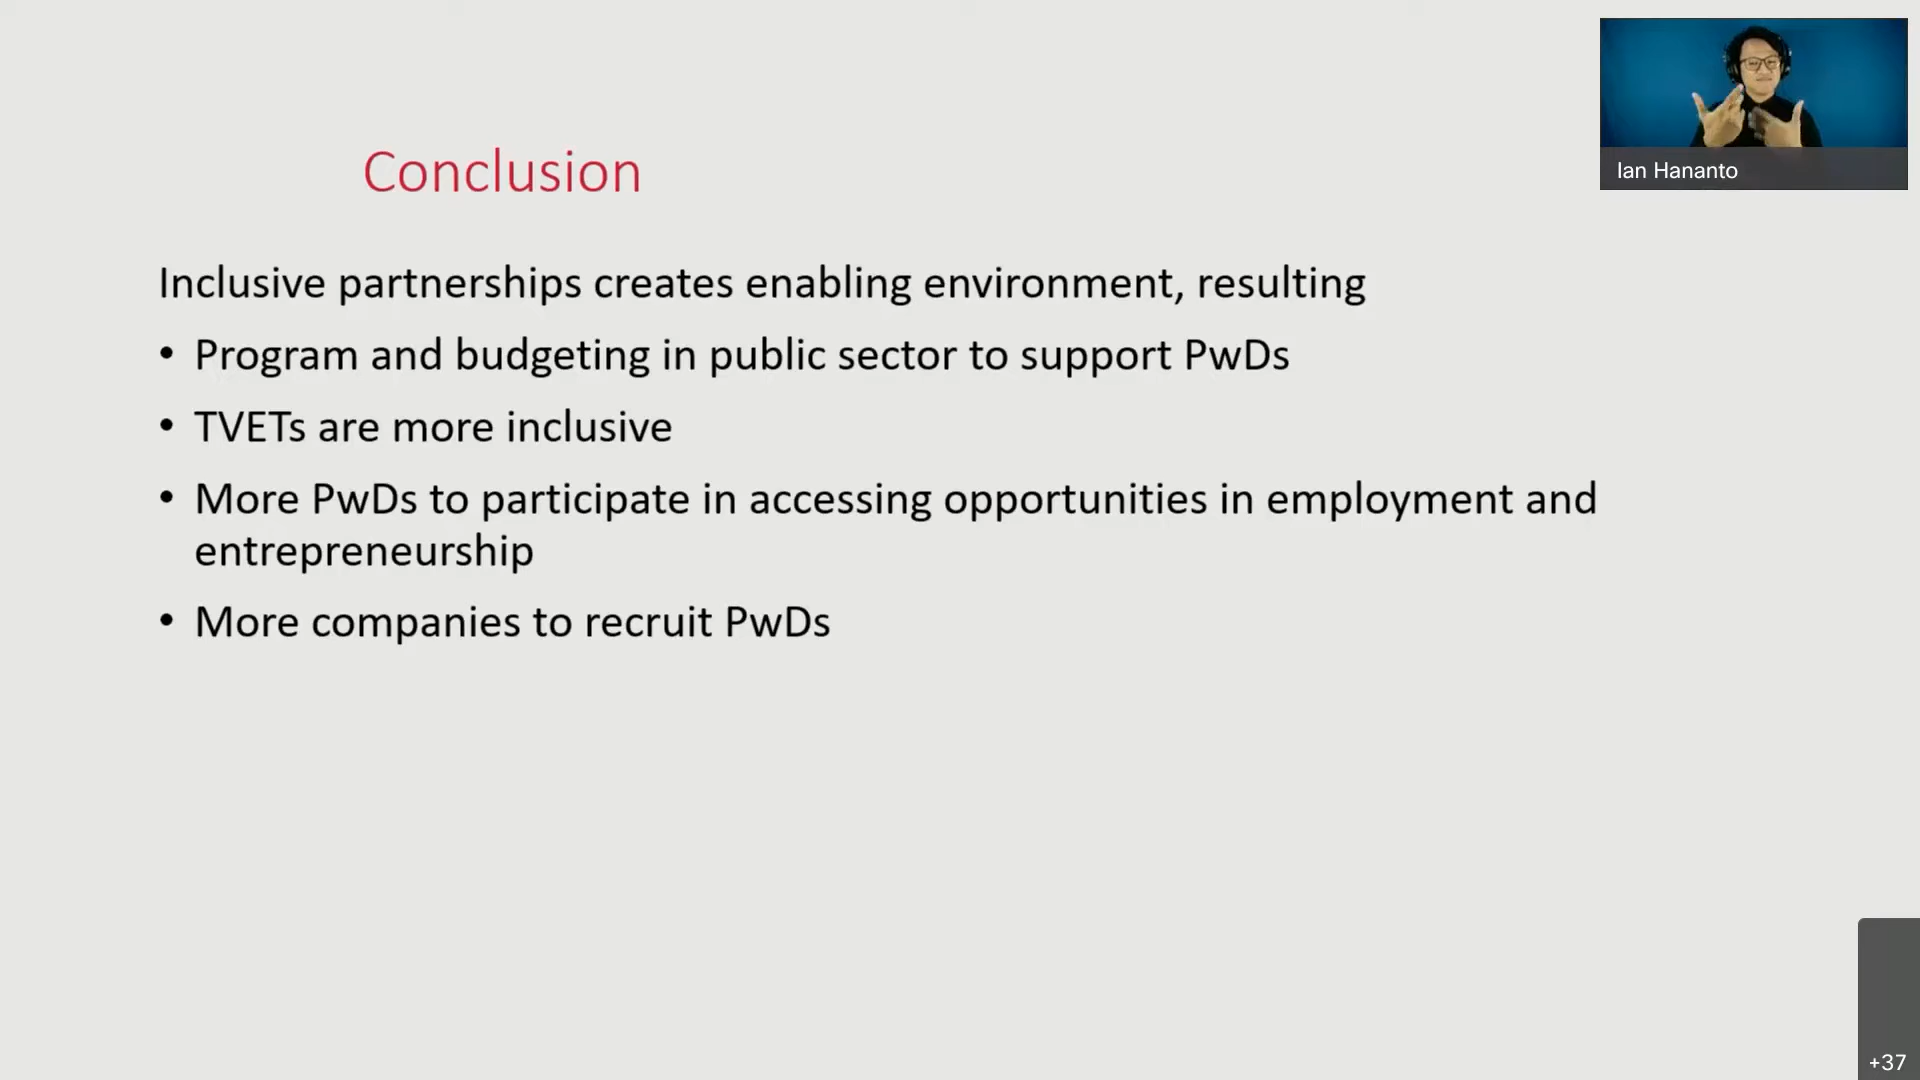 Ian Hananto
Conclusion
Inclusive partnerships creates enabling environment, resulting
• Program and budgeting in public sector to support PwDs
• TVETs are more inclusive
• More PwDs to participate in accessing opportunities in employment and
entrepreneurship
• More companies to recruit PwDs
+37